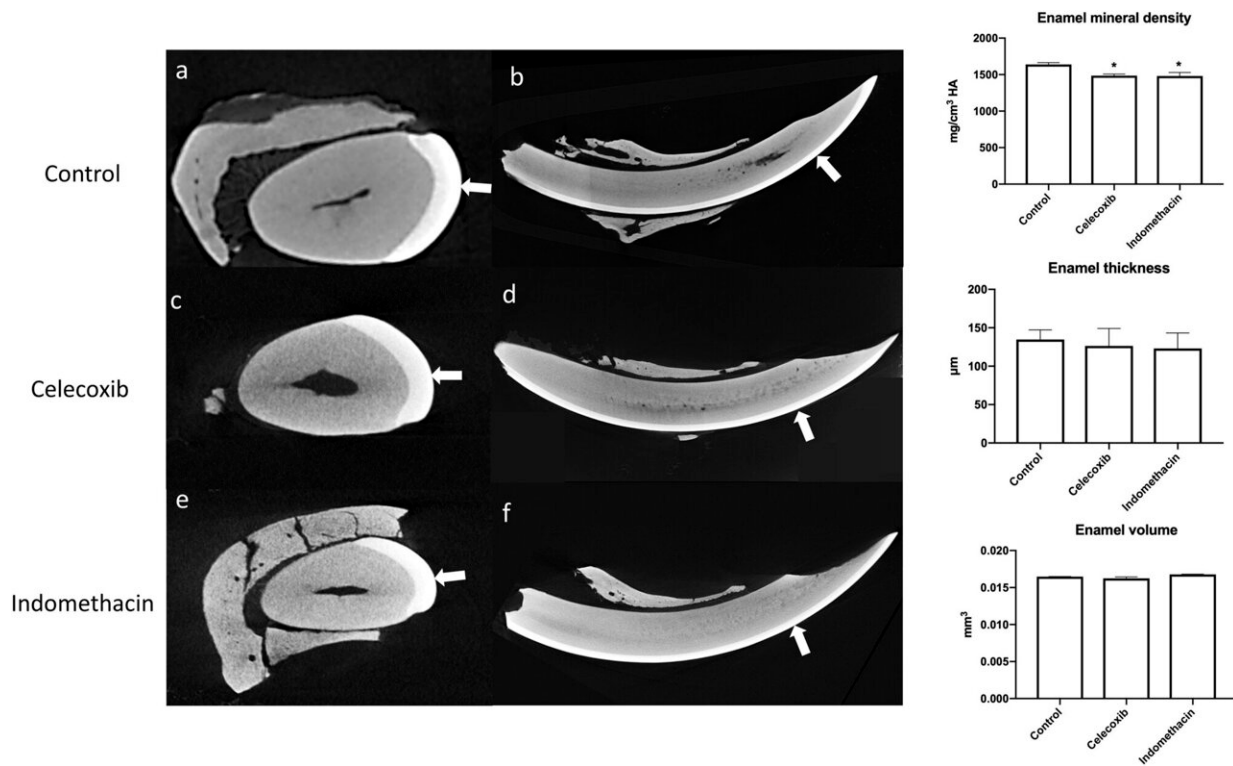 Control
Celecoxib
Indomethacin
a
b
c
d
e
f
Enamel mineral density
mg/cm³ HA
2000
1500
1000
500
0
*
*
Control
Celecoxib
Indomethacin
Enamel thickness
µm
200
150
100
50
0
Control
Celecoxib
Indomethacin
Enamel volume
mm³
0.020
0.015
0.010
0.005
0.000
Control
Celecoxib
Indomethacin